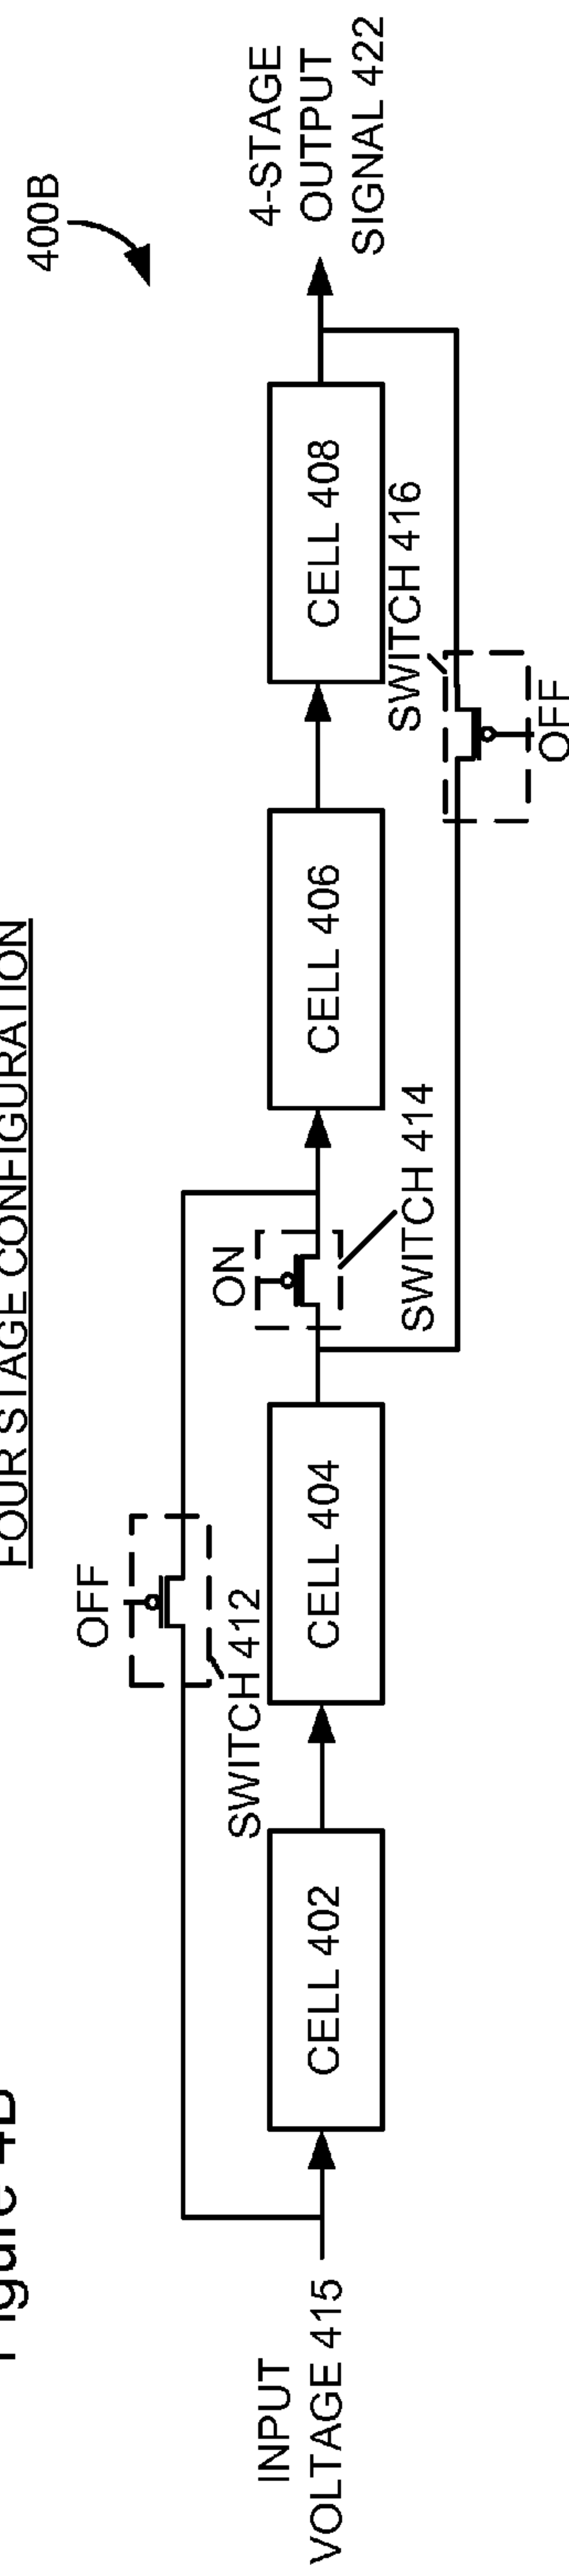 Figure 4B
FOUR STAGE CONFIGURATION
400B
OFF
SWITCH 412
ON
INPUT
VOLTAGE 415
CELL 402
CELL 404
CELL 406
CELL 408
4-STAGE
OUTPUT
SIGNAL 422
SWITCH 414
SWITCH 416
OFF